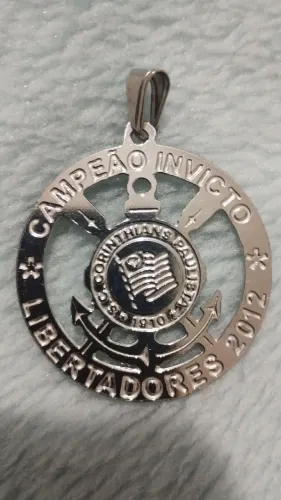 CAMPEÃO INVICTO
LIBERTADORES 2012
S.C. CORINTHIANS PAULISTA
1910